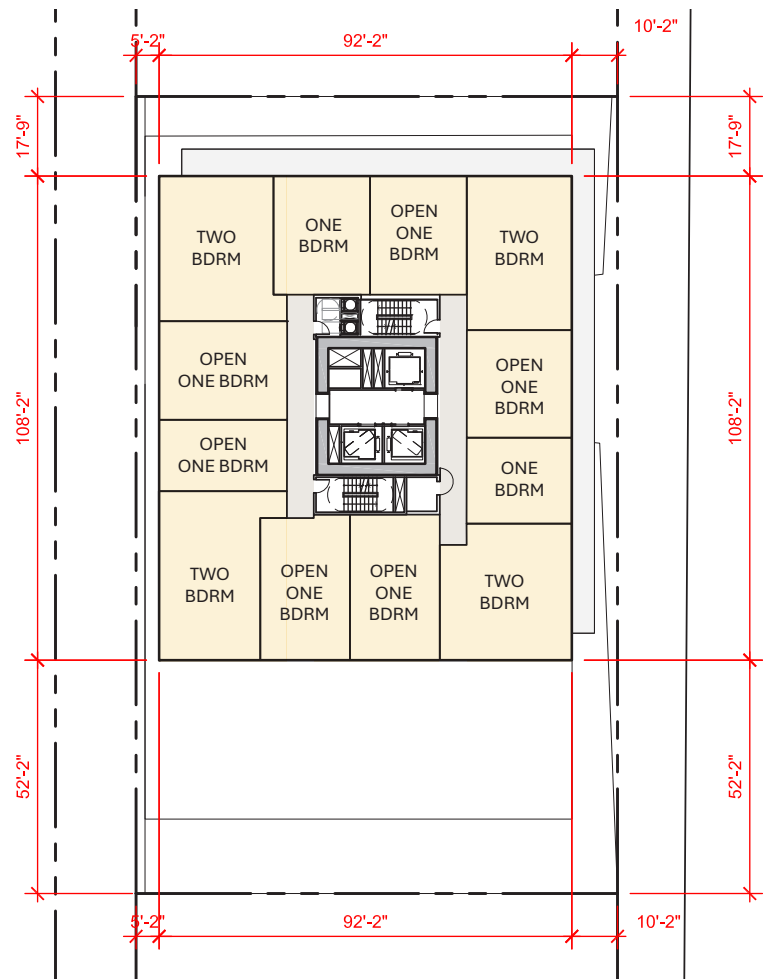 5'-2"
92'-2"
10'-2"
17'-9"
17'-9"
TWO
BDRM
ONE
BDRM
OPEN
ONE
BDRM
TWO
BDRM
OPEN
ONE BDRM
OPEN
ONE
BDRM
108'-2"
108'-2"
OPEN
ONE BDRM
ONE
BDRM
TWO
BDRM
OPEN
ONE
BDRM
OPEN
ONE
BDRM
TWO
BDRM
52'-2"
52'-2"
5'-2"
92'-2"
10'-2"